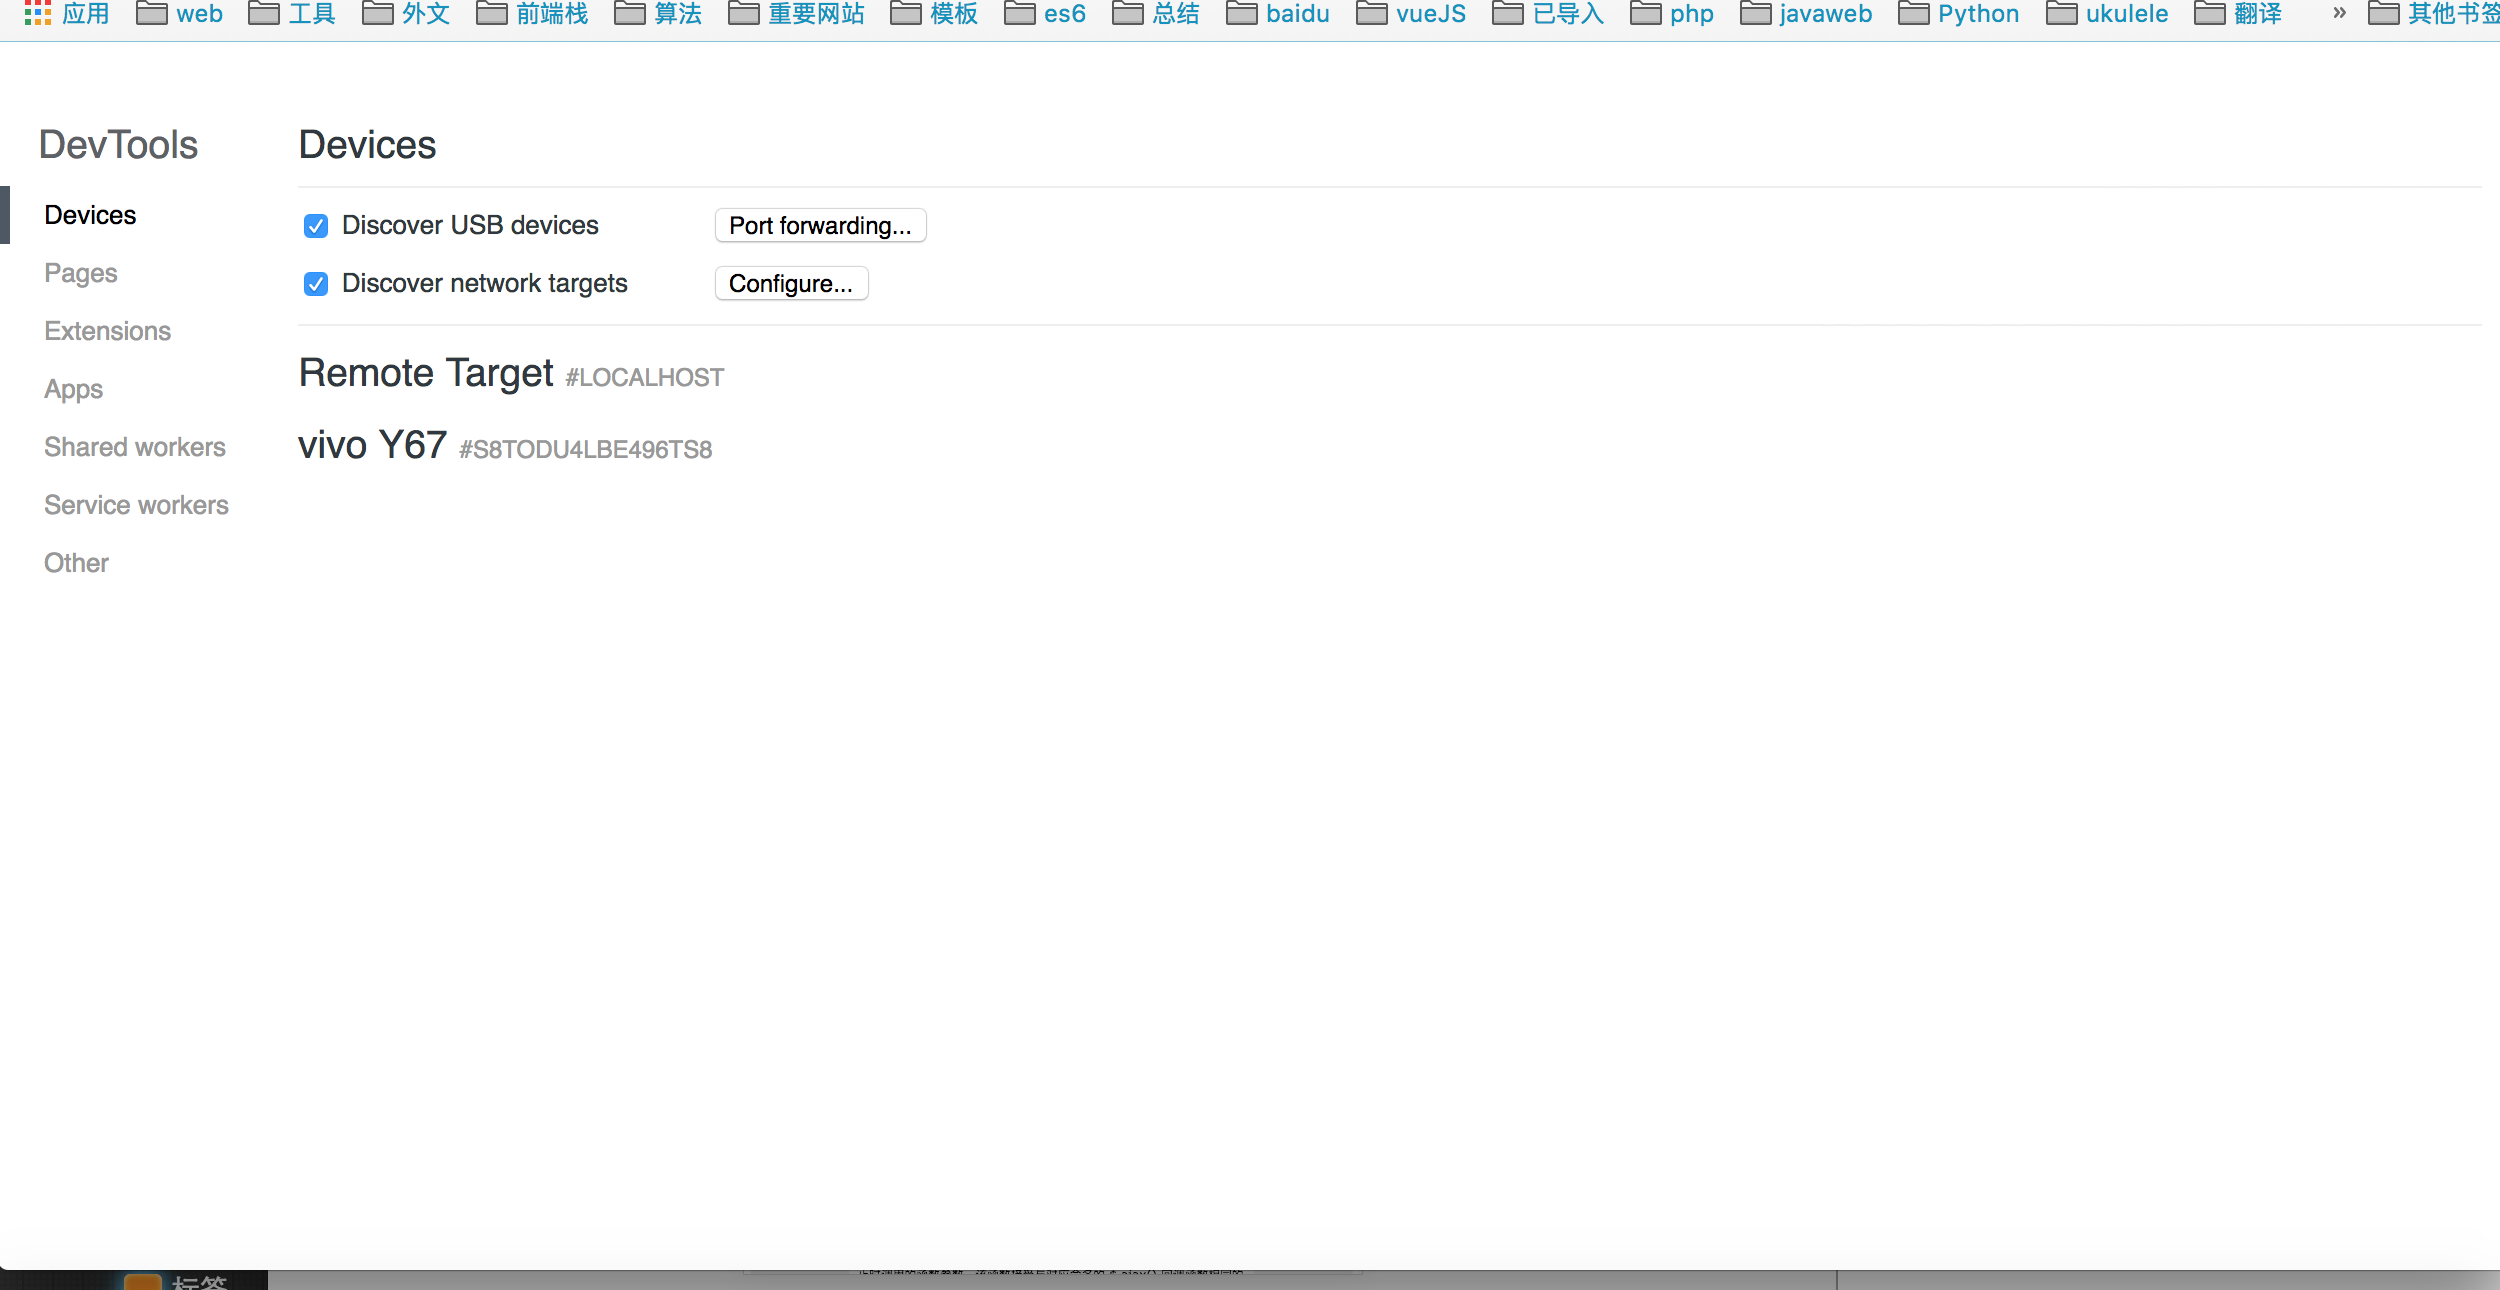 应用 web 工具 外文 前端栈 算法 重要网站 模板 es6 总结 baidu vueJS 已导入 php javaweb Python ukulele 翻译 » 其他书签
DevTools
Devices
Pages
Extensions
Apps
Shared workers
Service workers
Other
Devices
Discover USB devices Port forwarding...
Discover network targets Configure...
Remote Target #LOCALHOST
vivo Y67 #S8TODU4LBE496TS8
标签